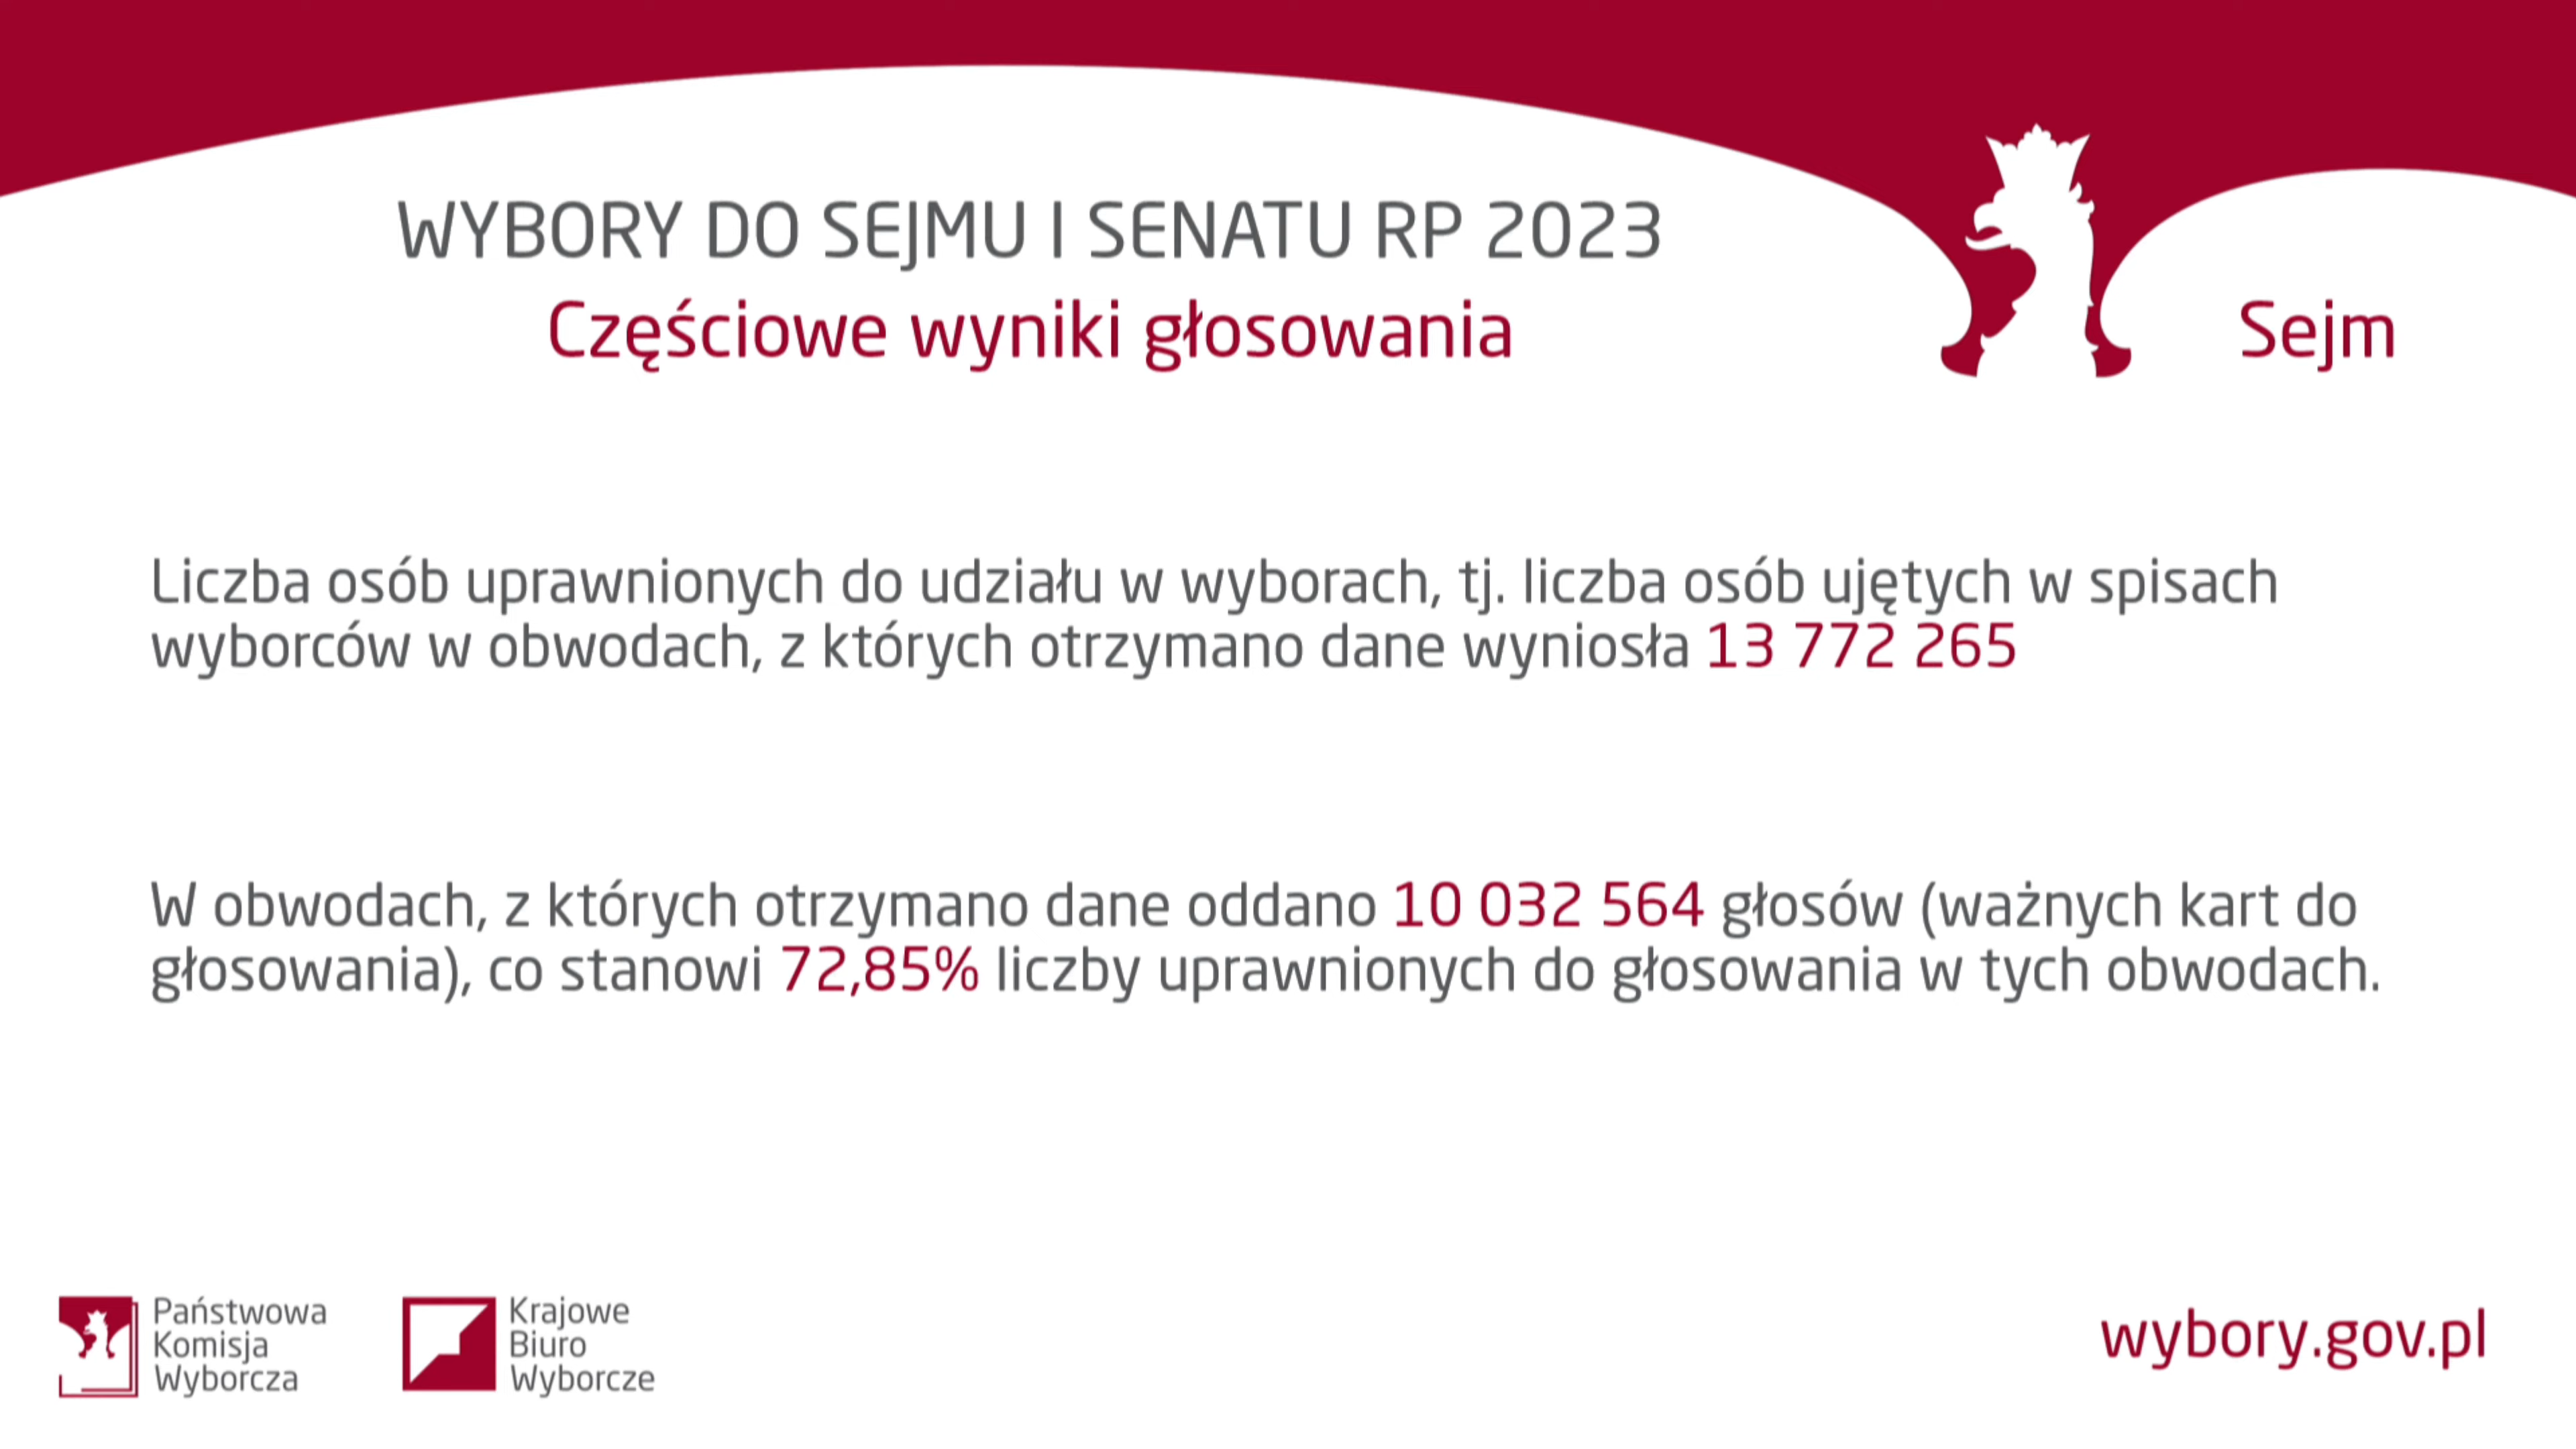 WYBORY DO SEJMU I SENATU RP 2023
Częściowe wyniki głosowania
Sejm
Liczba osób uprawnionych do udziału w wyborach, tj. liczba osób ujętych w spisach
wyborców w obwodach, z których otrzymano dane wyniosła 13 772 265
W obwodach, z których otrzymano dane oddano 10 032 564 głosów (ważnych kart do
głosowania), co stanowi 72,85% liczby uprawnionych do głosowania w tych obwodach.
Państwowa
Komisja
Wyborcza
Krajowe
Biuro
Wyborcze
wybory.gov.pl